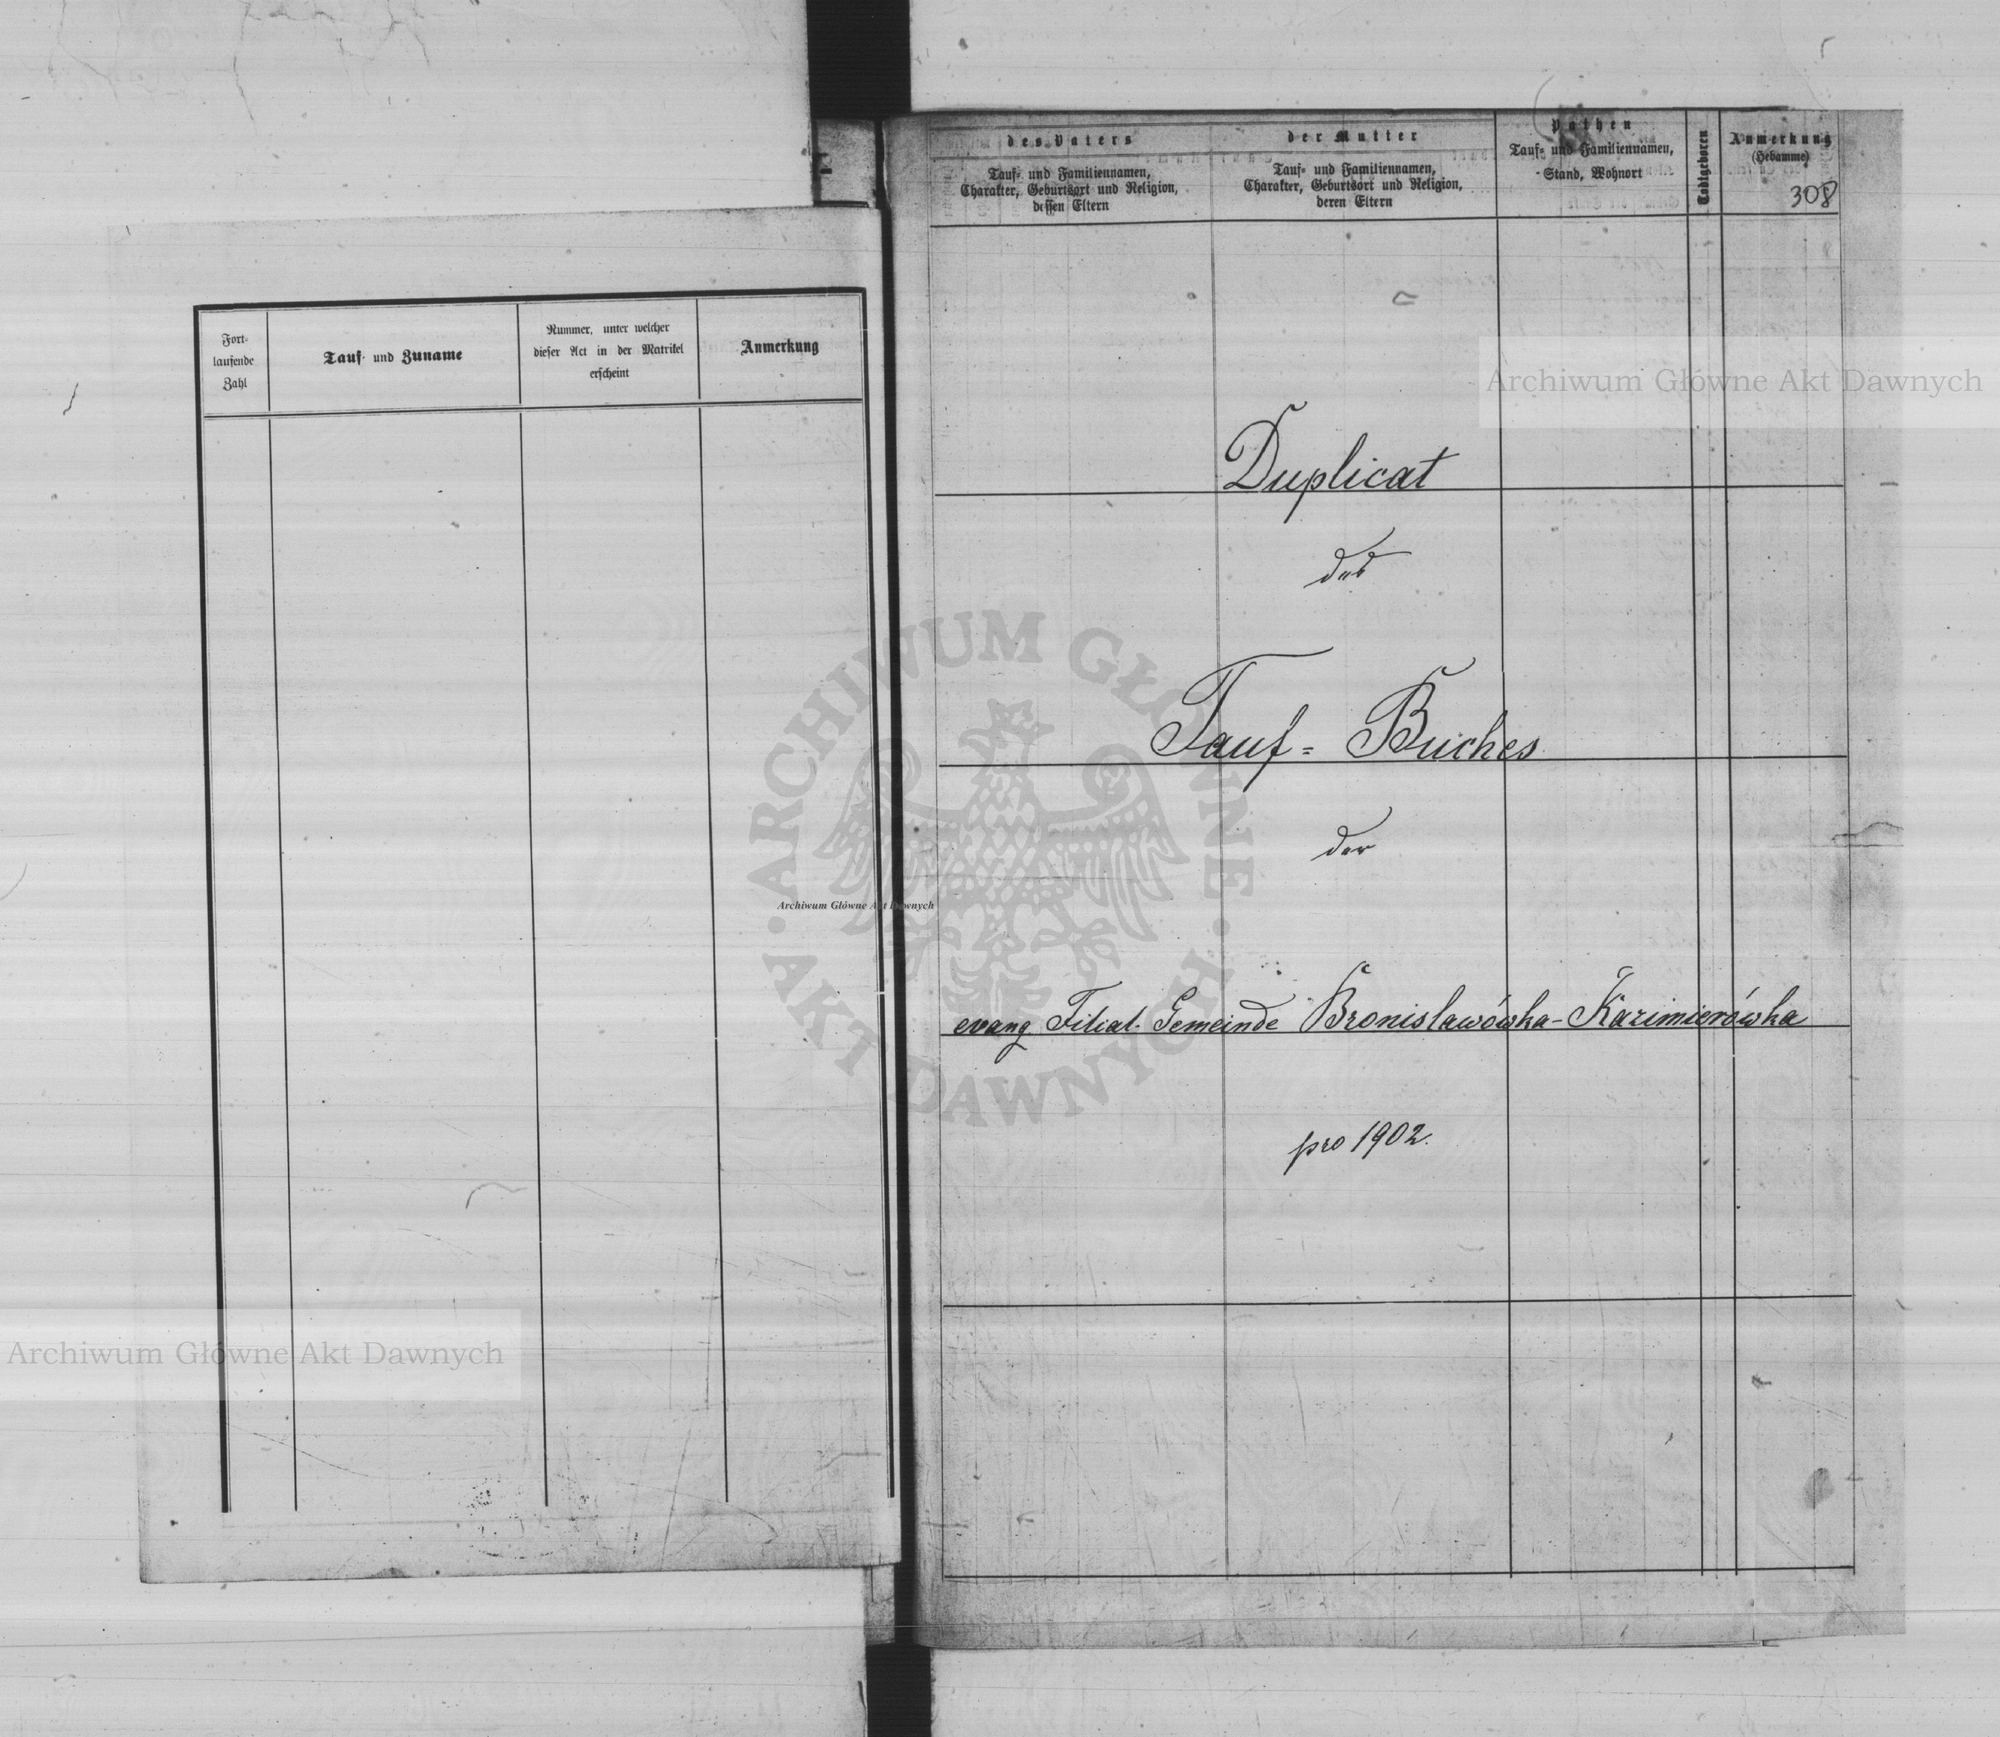 Fort-
laufende
Zahl
Tauf- und Zuname
Nummer, unter welcher
dieser Act in der Matrikel
erscheint
Anmerkung
des Vaters
Tauf- und Familiennamen,
Charakter, Geburtsort und Religion,
dessen Eltern
der Mutter
Tauf- und Familiennamen,
Charakter, Geburtsort und Religion,
deren Eltern
Pathen
Tauf- und Familiennamen,
Stand, Wohnort
Todtgeboren
Anmerkung
(Hebamme)
308
Duplicat
des
Tauf- Buches
der
evang. Filial- Gemeinde Bronislawówka-Kazimierówka
pro 1902.
Archiwum Główne Akt Dawnych
ARCHIWUM GŁÓWNE
AKT DAWNYCH
Archiwum Główne Akt Dawnych
Archiwum Główne Akt Dawnych